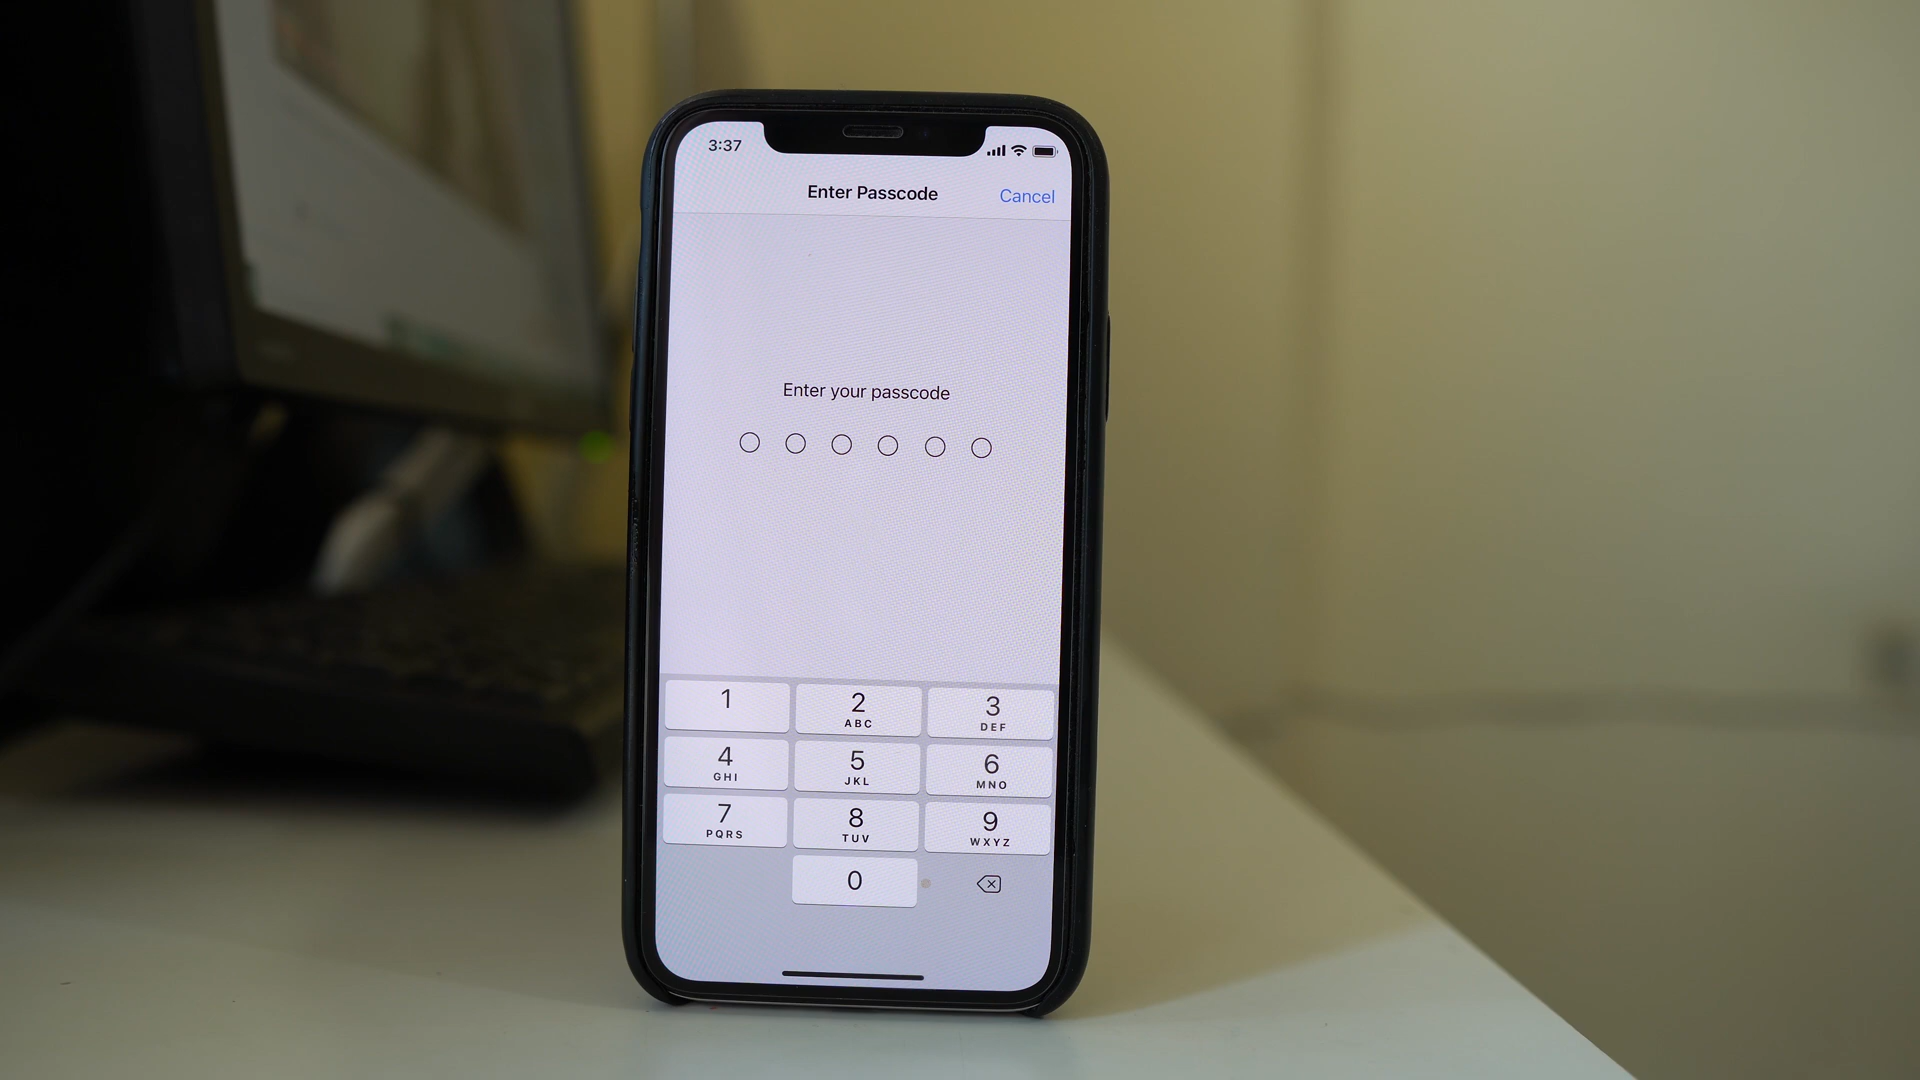 3:37
Enter Passcode
Cancel
Enter your passcode
1
2
ABC
3
DEF
4
GHI
5
JKL
6
MNO
7
PQRS
8
TUV
9
WXYZ
0